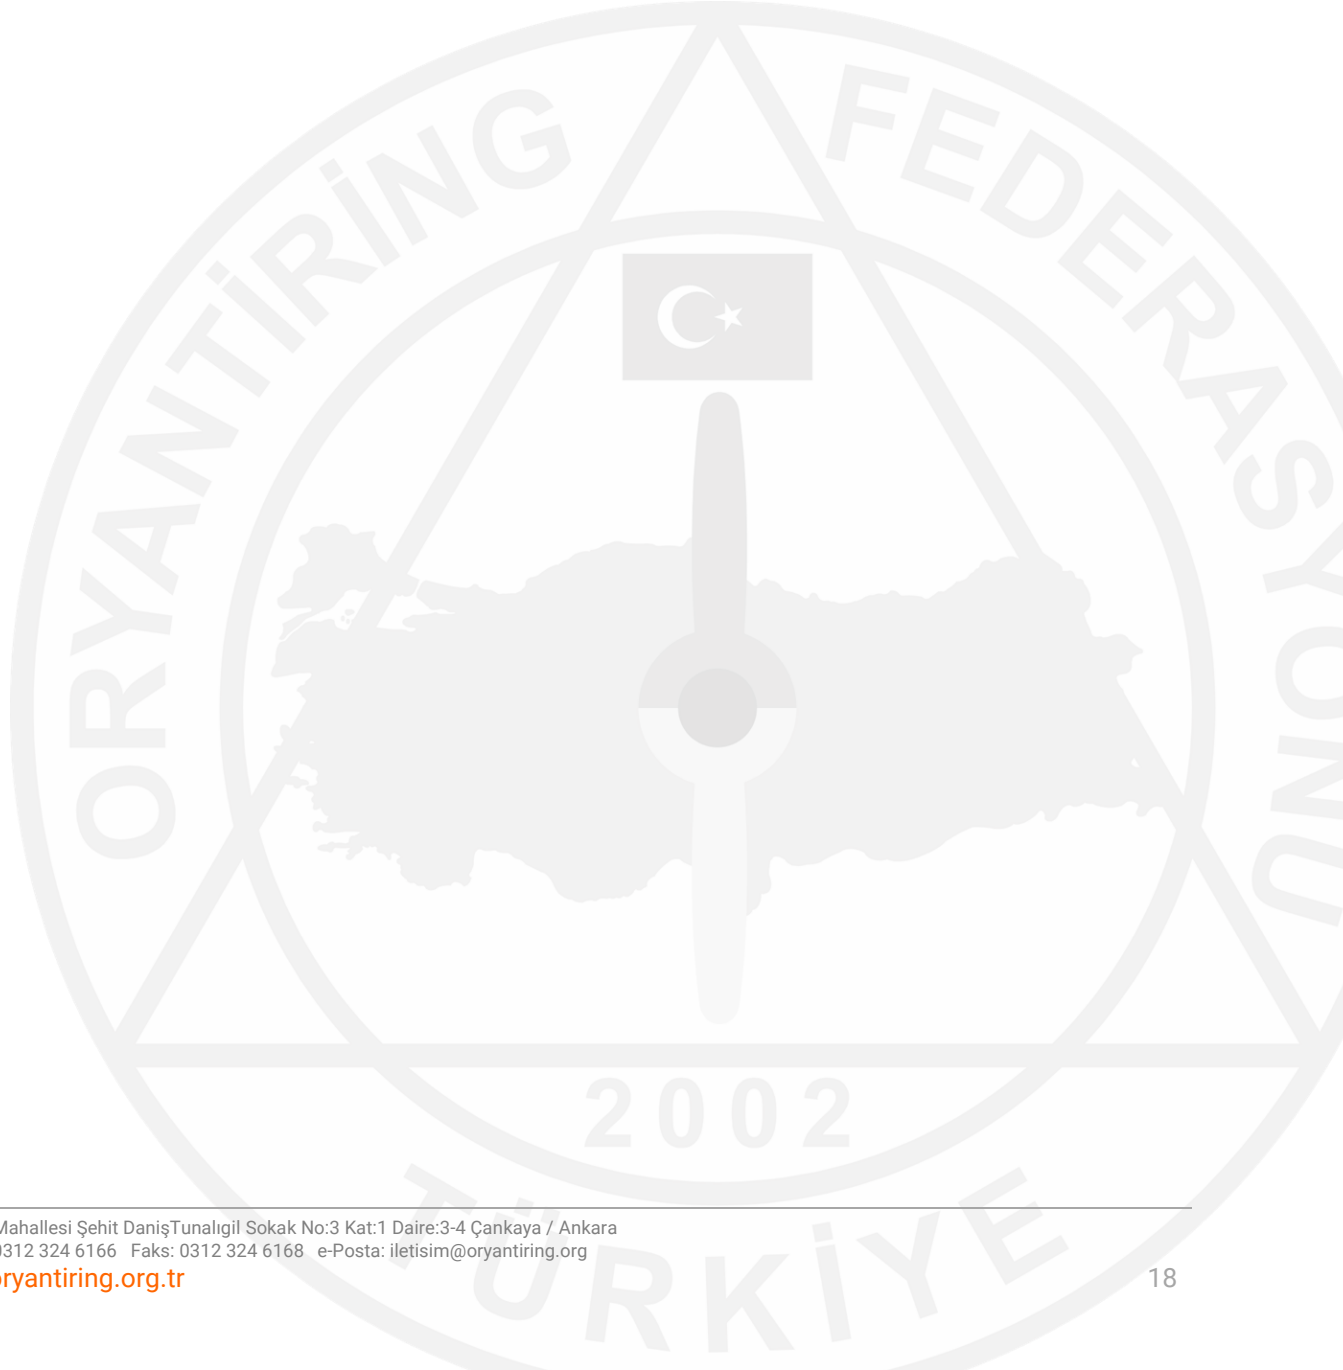 ORYANTİRİNG FEDERASYONU
2002
TÜRKİYE
Mahallesi Şehit DanişTunalıgil Sokak No:3 Kat:1 Daire:3-4 Çankaya / Ankara
0312 324 6166 Faks: 0312 324 6168 e-Posta: iletisim@oryantiring.org
oryantiring.org.tr
18